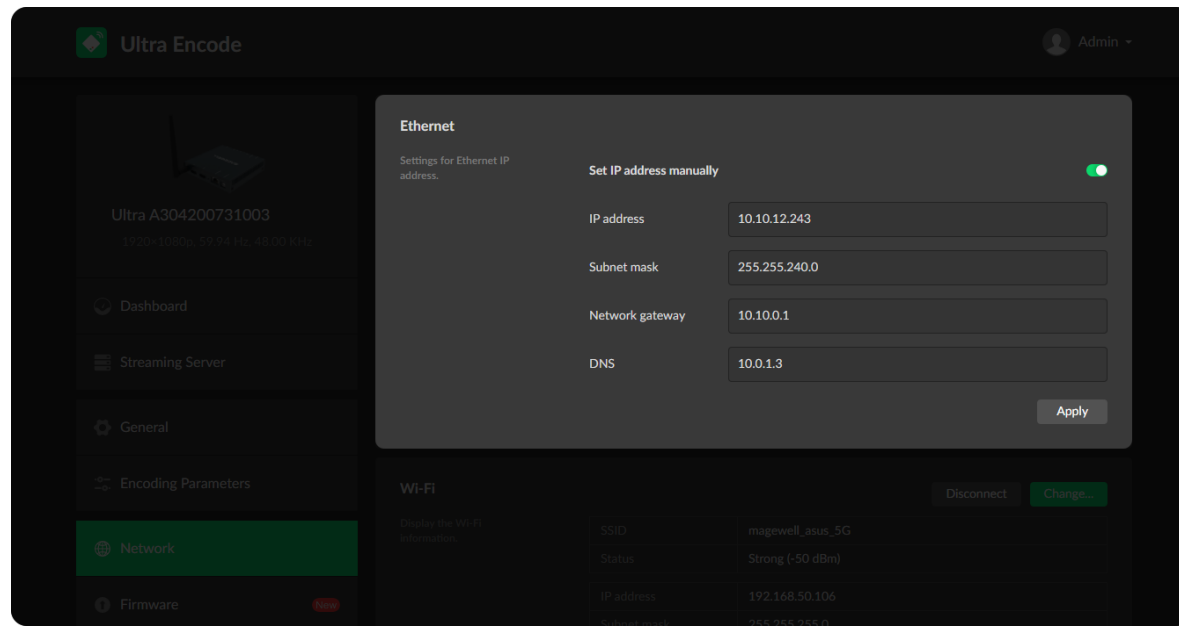 Ultra Encode
Admin
Ultra A304200731003
1920×1080p, 59.94 Hz, 48.00 KHz
Dashboard
Streaming Server
General
Encoding Parameters
Network
Firmware
New
Ethernet
Settings for Ethernet IP
address.
Set IP address manually
IP address
10.10.12.243
Subnet mask
255.255.240.0
Network gateway
10.10.0.1
DNS
10.0.1.3
Apply
Wi-Fi
Disconnect
Change...
Display the Wi-Fi
information.
SSID
magewell_asus_5G
Status
Strong (-50 dBm)
IP address
192.168.50.106
Subnet mask
255.255.255.0